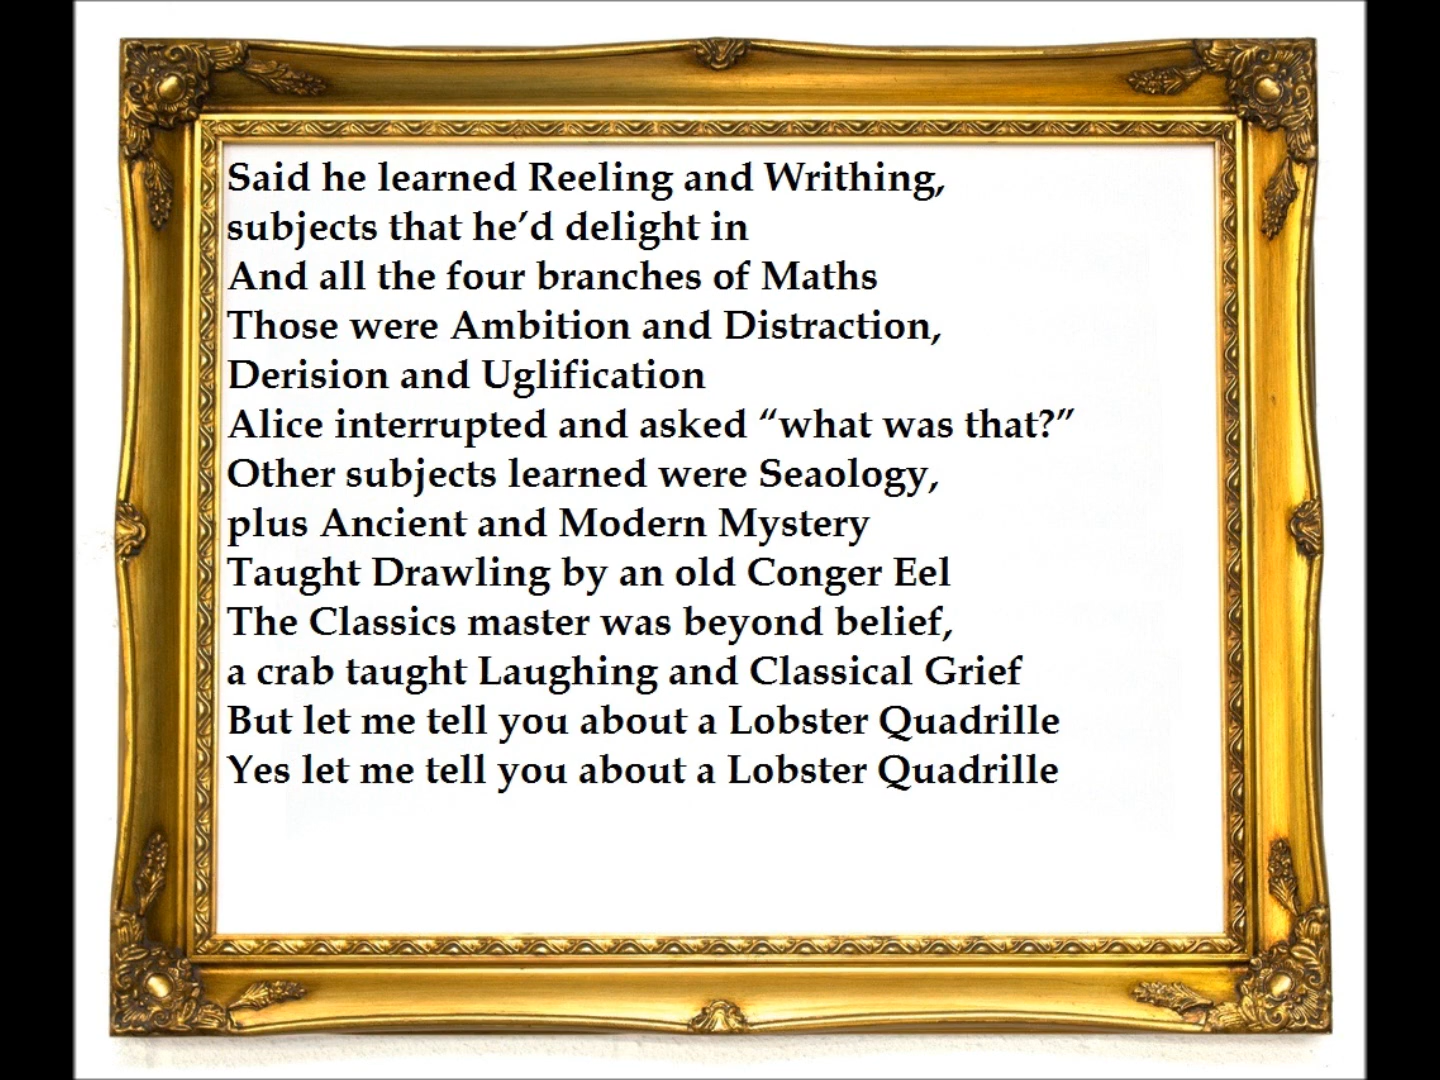 Said he learned Reeling and Writhing,
subjects that he’d delight in
And all the four branches of Maths
Those were Ambition and Distraction,
Derision and Uglification
Alice interrupted and asked “what was that?”
Other subjects learned were Seaology,
plus Ancient and Modern Mystery
Taught Drawling by an old Conger Eel
The Classics master was beyond belief,
a crab taught Laughing and Classical Grief
But let me tell you about a Lobster Quadrille
Yes let me tell you about a Lobster Quadrille